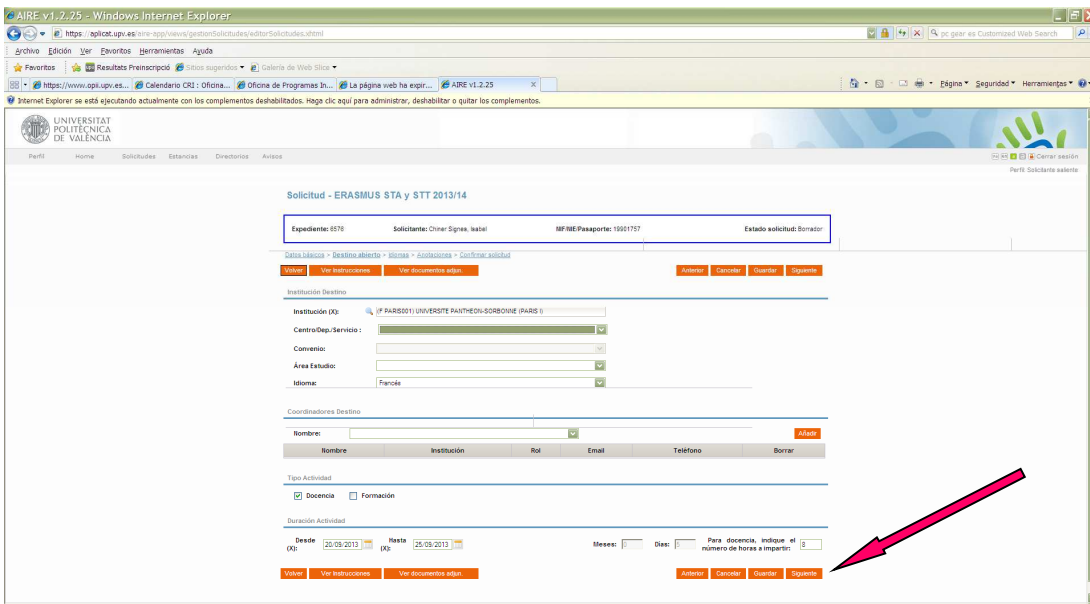 AIRE v1.2.25 - Windows Internet Explorer
https://aplicat.upv.es/aire-app/views/gestionSolicitudes/editorSolicitudes.xhtml
pc gear es Customized Web Search
Archivo Edición Ver Favoritos Herramientas Ayuda
Favoritos Resultats Preinscripció Sitios sugeridos Galería de Web Slice
https://www.opii.upv.es... Calendario CRI : Oficina... Oficina de Programas In... La página web ha expir... AIRE v1.2.25 X Página Seguridad Herramientas
Internet Explorer se está ejecutando actualmente con los complementos deshabilitados. Haga clic aquí para administrar, deshabilitar o quitar los complementos.
UNIVERSITAT
POLITÈCNICA
DE VALÈNCIA
Perfil Home Solicitudes Estancias Directorios Avisos Cerrar sesión
Perfil: Solicitante saliente
Solicitud - ERASMUS STA y STT 2013/14
Expediente: 6578 Solicitante: Chiner Signes, Isabel NIF/NIE/Pasaporte: 19901757 Estado solicitud: Borrador
Datos básicos > Destino abierto > Idiomas > Anotaciones > Confirmar solicitud
Volver Ver Instrucciones Ver documentos adjun. Anterior Cancelar Guardar Siguiente
Institución Destino
Institución (X): (F PARIS001) UNIVERSITE PANTHEON-SORBONNE (PARIS I)
Centro/Dep./Servicio :
Convenio:
Área Estudio:
Idioma: Francés
Coordinadores Destino
Nombre: Añadir
Nombre Institución Rol Email Teléfono Borrar
Tipo Actividad
Docencia Formación
Duración Actividad
Desde (X): 20/09/2013 Hasta (X): 25/09/2013 Meses: 0 Dias: 5 Para docencia, indique el número de horas a impartir: 8
Volver Ver Instrucciones Ver documentos adjun. Anterior Cancelar Guardar Siguiente